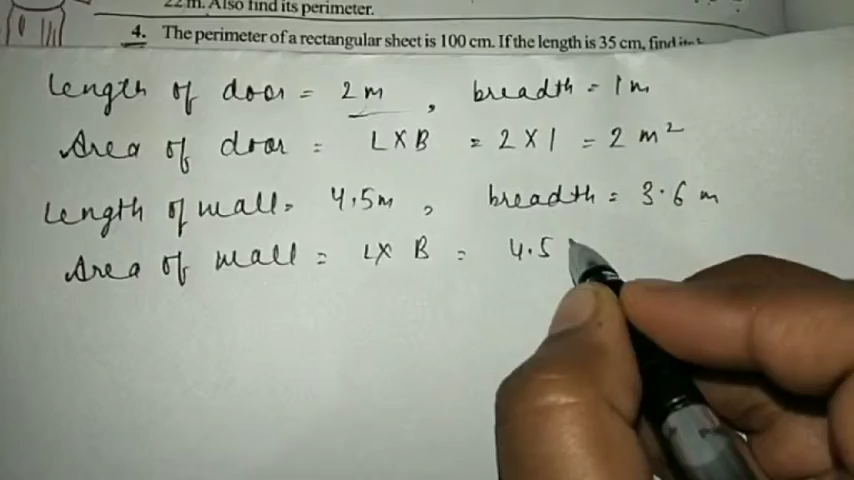 22 m. Also find its perimeter.
4. The perimeter of a rectangular sheet is 100 cm. If the length is 35 cm, find its
Length of door = 2 m , breadth = 1 m
Area of door = L X B = 2 X 1 = 2 m²
Length of wall = 4.5m , breadth = 3.6 m
Area of wall = L X B = 4.5